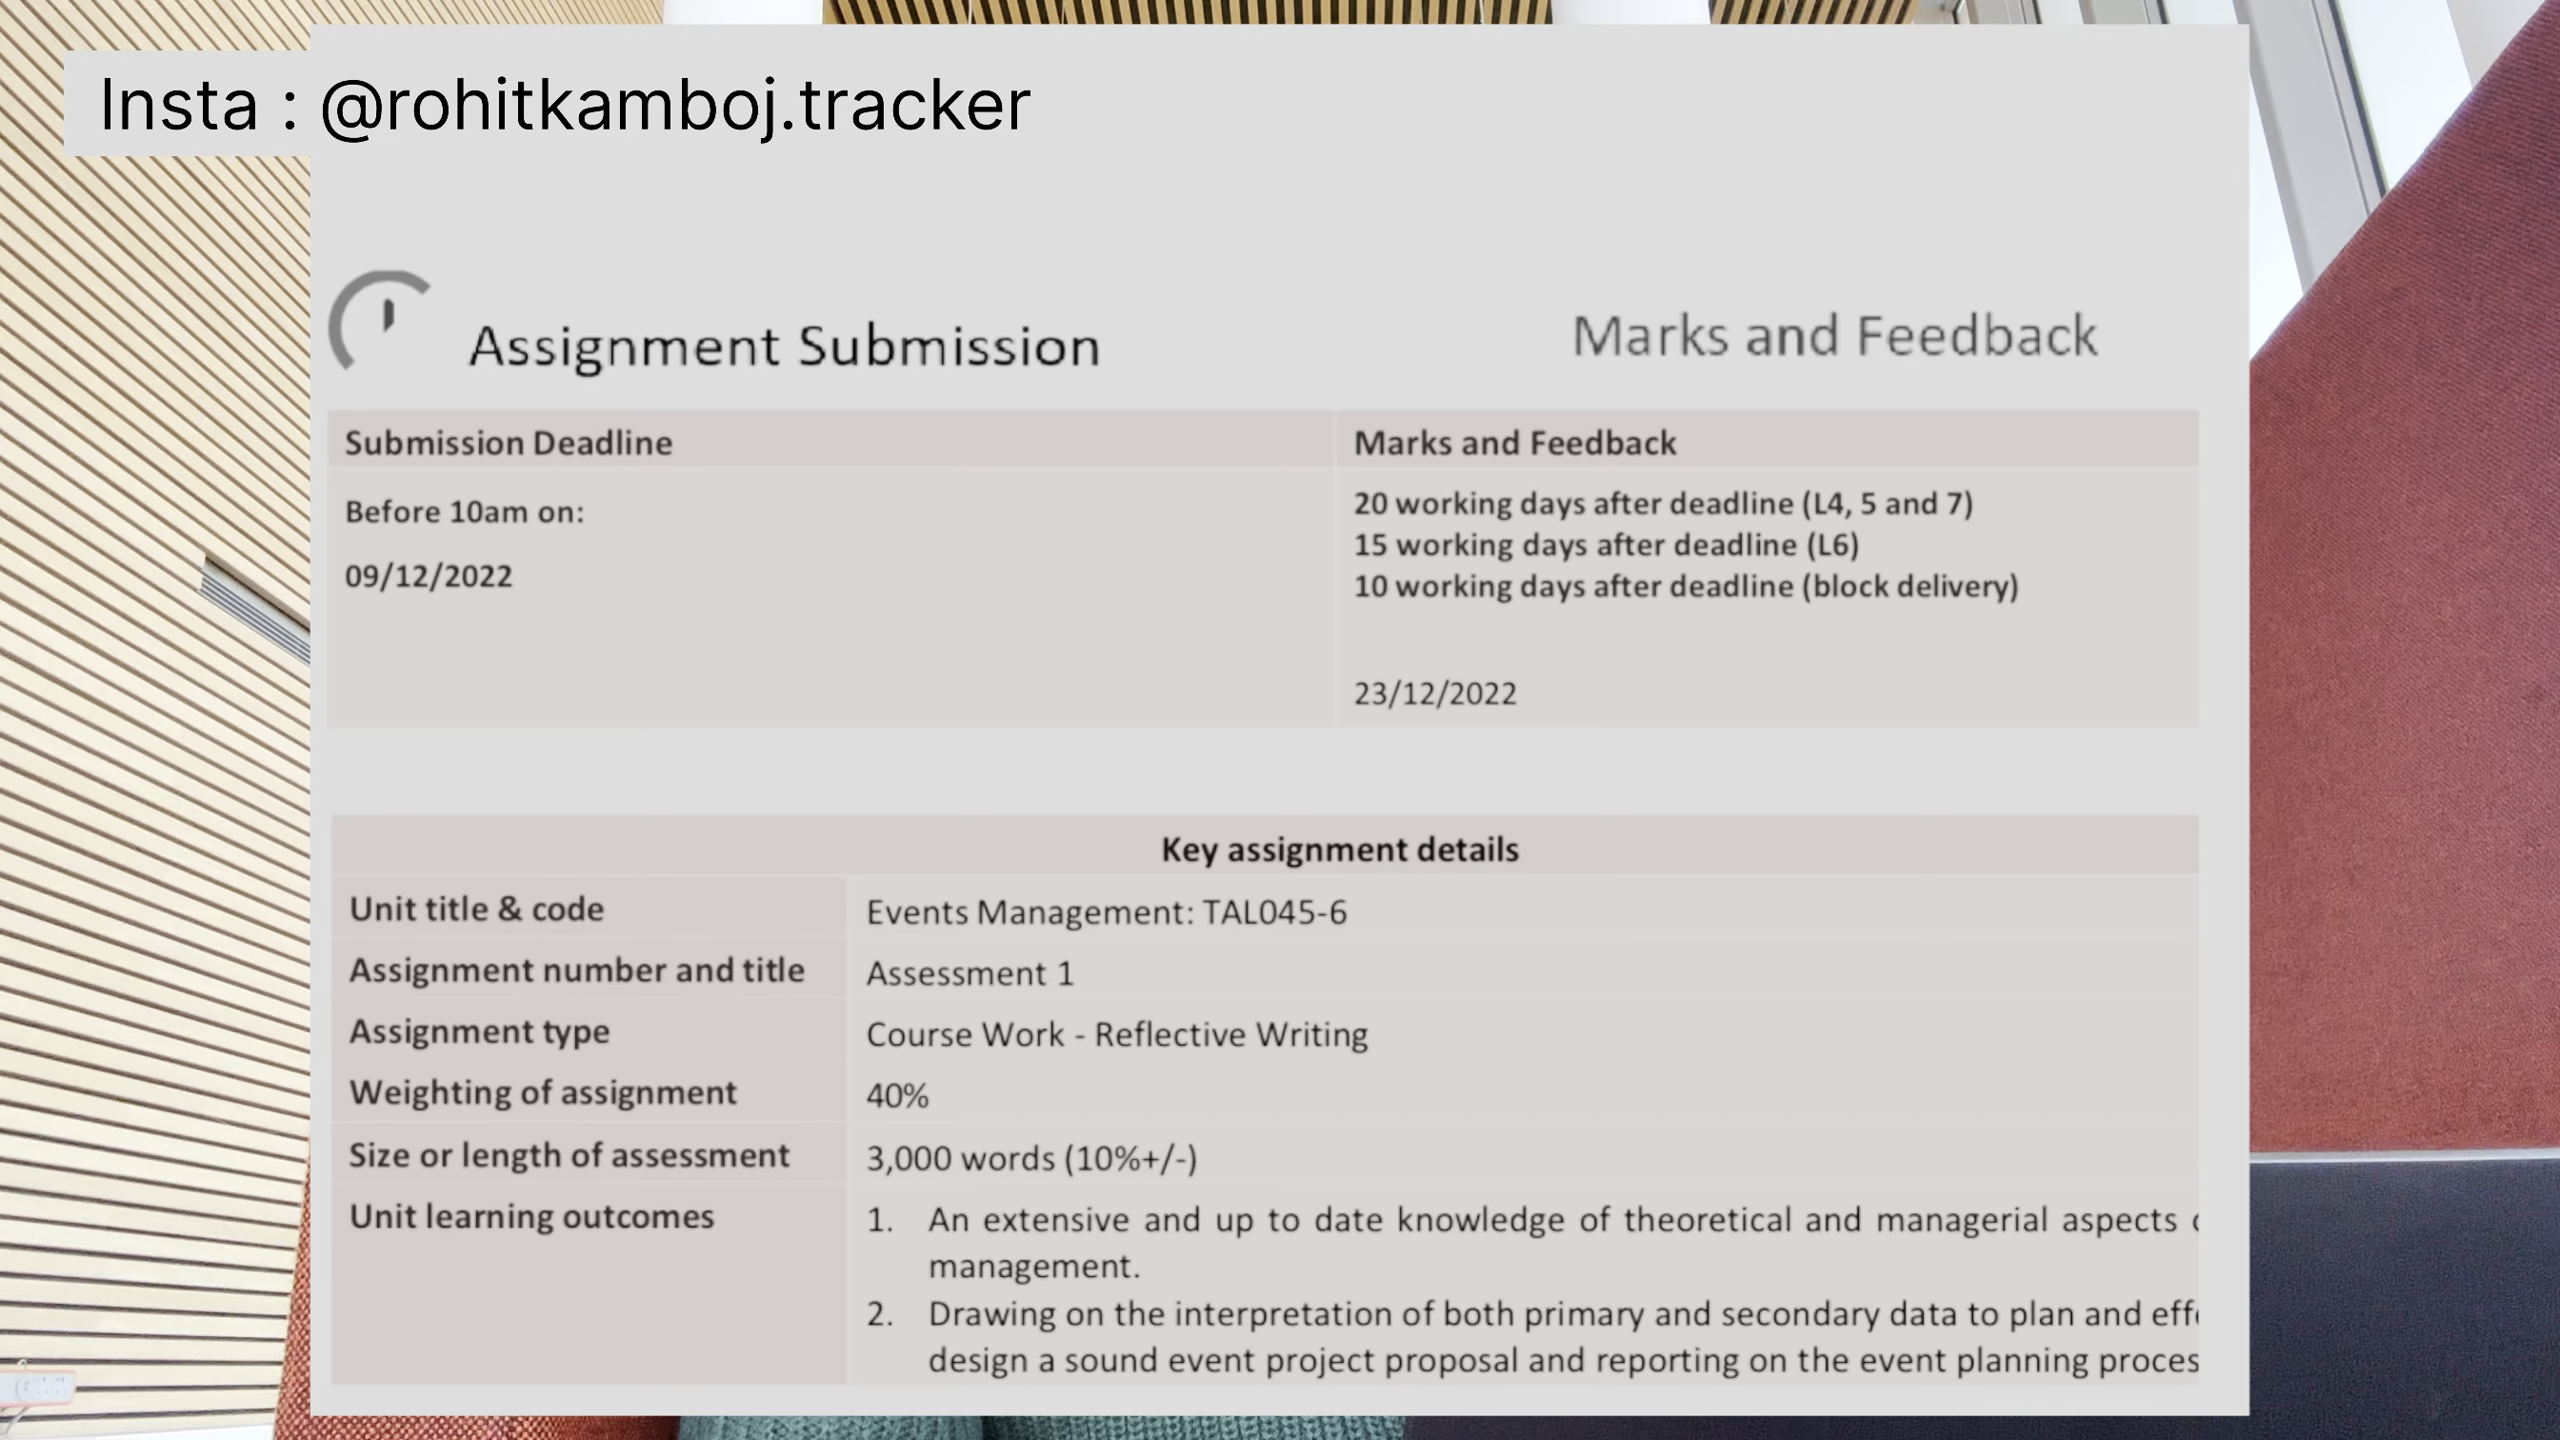 Insta : @rohitkamboj.tracker
Assignment Submission
Marks and Feedback
Submission Deadline
Marks and Feedback
Before 10am on:
09/12/2022
20 working days after deadline (L4, 5 and 7)
15 working days after deadline (L6)
10 working days after deadline (block delivery)
23/12/2022
Key assignment details
Unit title & code
Events Management: TAL045-6
Assignment number and title
Assessment 1
Assignment type
Course Work - Reflective Writing
Weighting of assignment
40%
Size or length of assessment
3,000 words (10%+/-)
Unit learning outcomes
1. An extensive and up to date knowledge of theoretical and managerial aspects
management.
2. Drawing on the interpretation of both primary and secondary data to plan and
design a sound event project proposal and reporting on the event planning